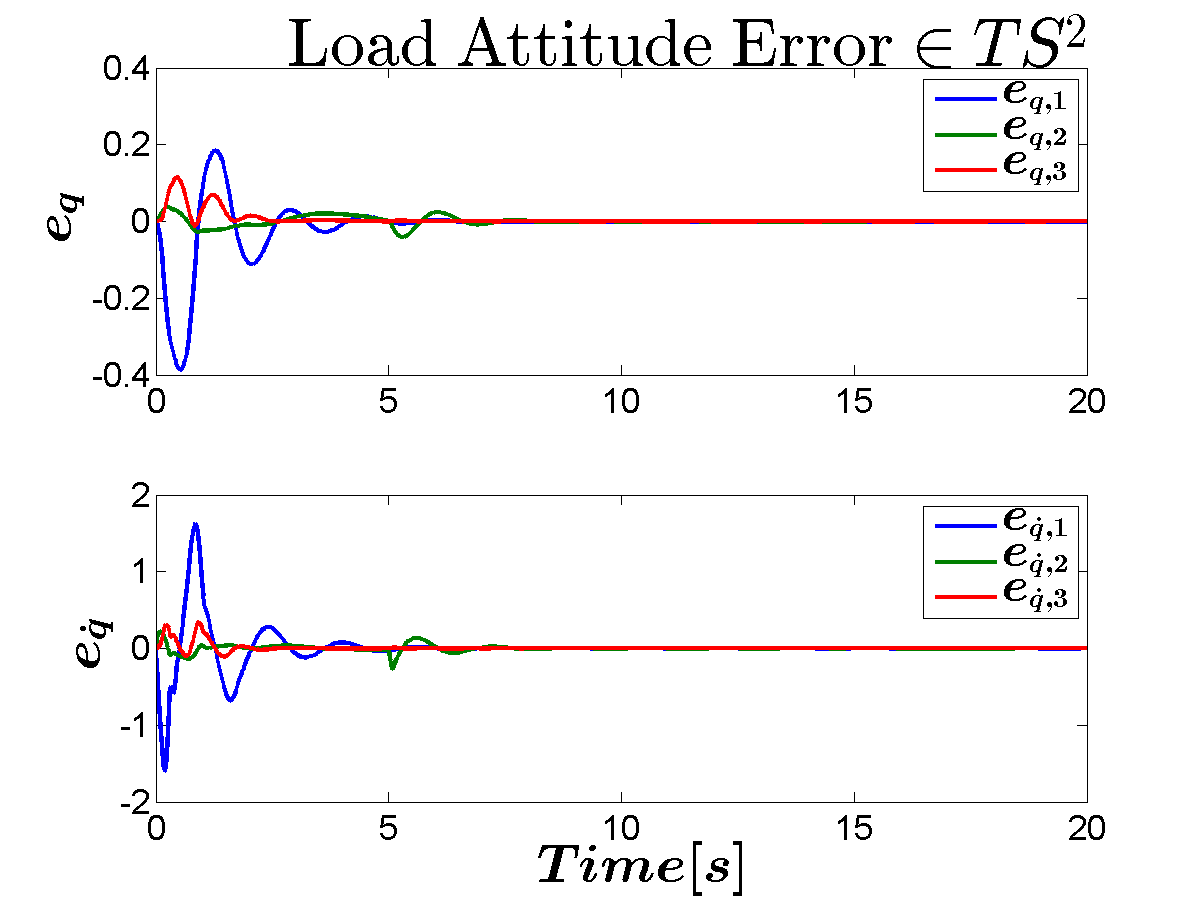 Load Attitude Error ∈ TS²
0.4
0.2
0
-0.2
-0.4
e_q
e_{q,1}
e_{q,2}
e_{q,3}
0 5 10 15 20
2
1
0
-1
-2
e_{q̇}
e_{q̇,1}
e_{q̇,2}
e_{q̇,3}
0 5 10 15 20
Time[s]